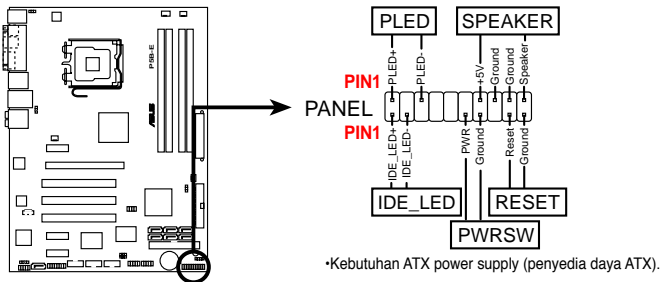 P5B-E
ASUS
PLED
SPEAKER
PLED+
PLED-
+5V
Ground
Ground
Speaker
PIN1
PANEL
PIN1
IDE_LED+
IDE_LED-
PWR
Ground
Reset
Ground
IDE_LED
RESET
PWRSW
•Kebutuhan ATX power supply (penyedia daya ATX).